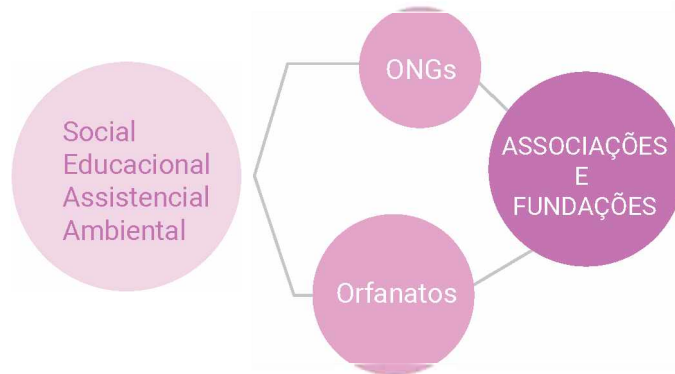 Social
Educacional
Assistencial
Ambiental
ONGs
Orfanatos
ASSOCIAÇÕES
E
FUNDAÇÕES